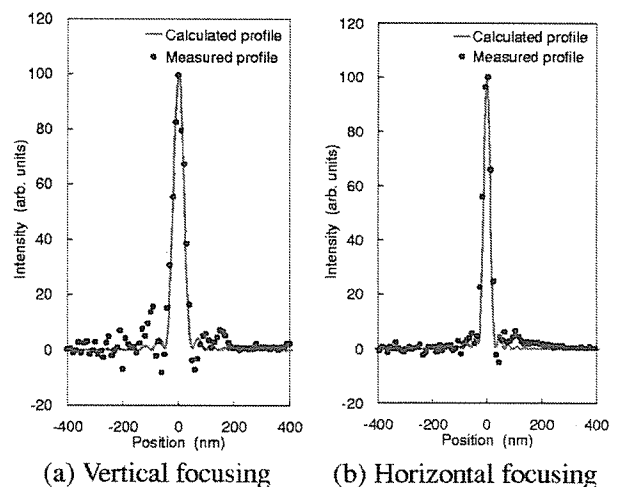 120
Calculated profile
Measured profile
100
80
60
40
20
0
-20
Intensity (arb. units)
-400 -200 0 200 400
Position (nm)
(a) Vertical focusing
120
Calculated profile
Measured profile
100
80
60
40
20
0
-20
Intensity (arb. units)
-400 -200 0 200 400
Position (nm)
(b) Horizontal focusing